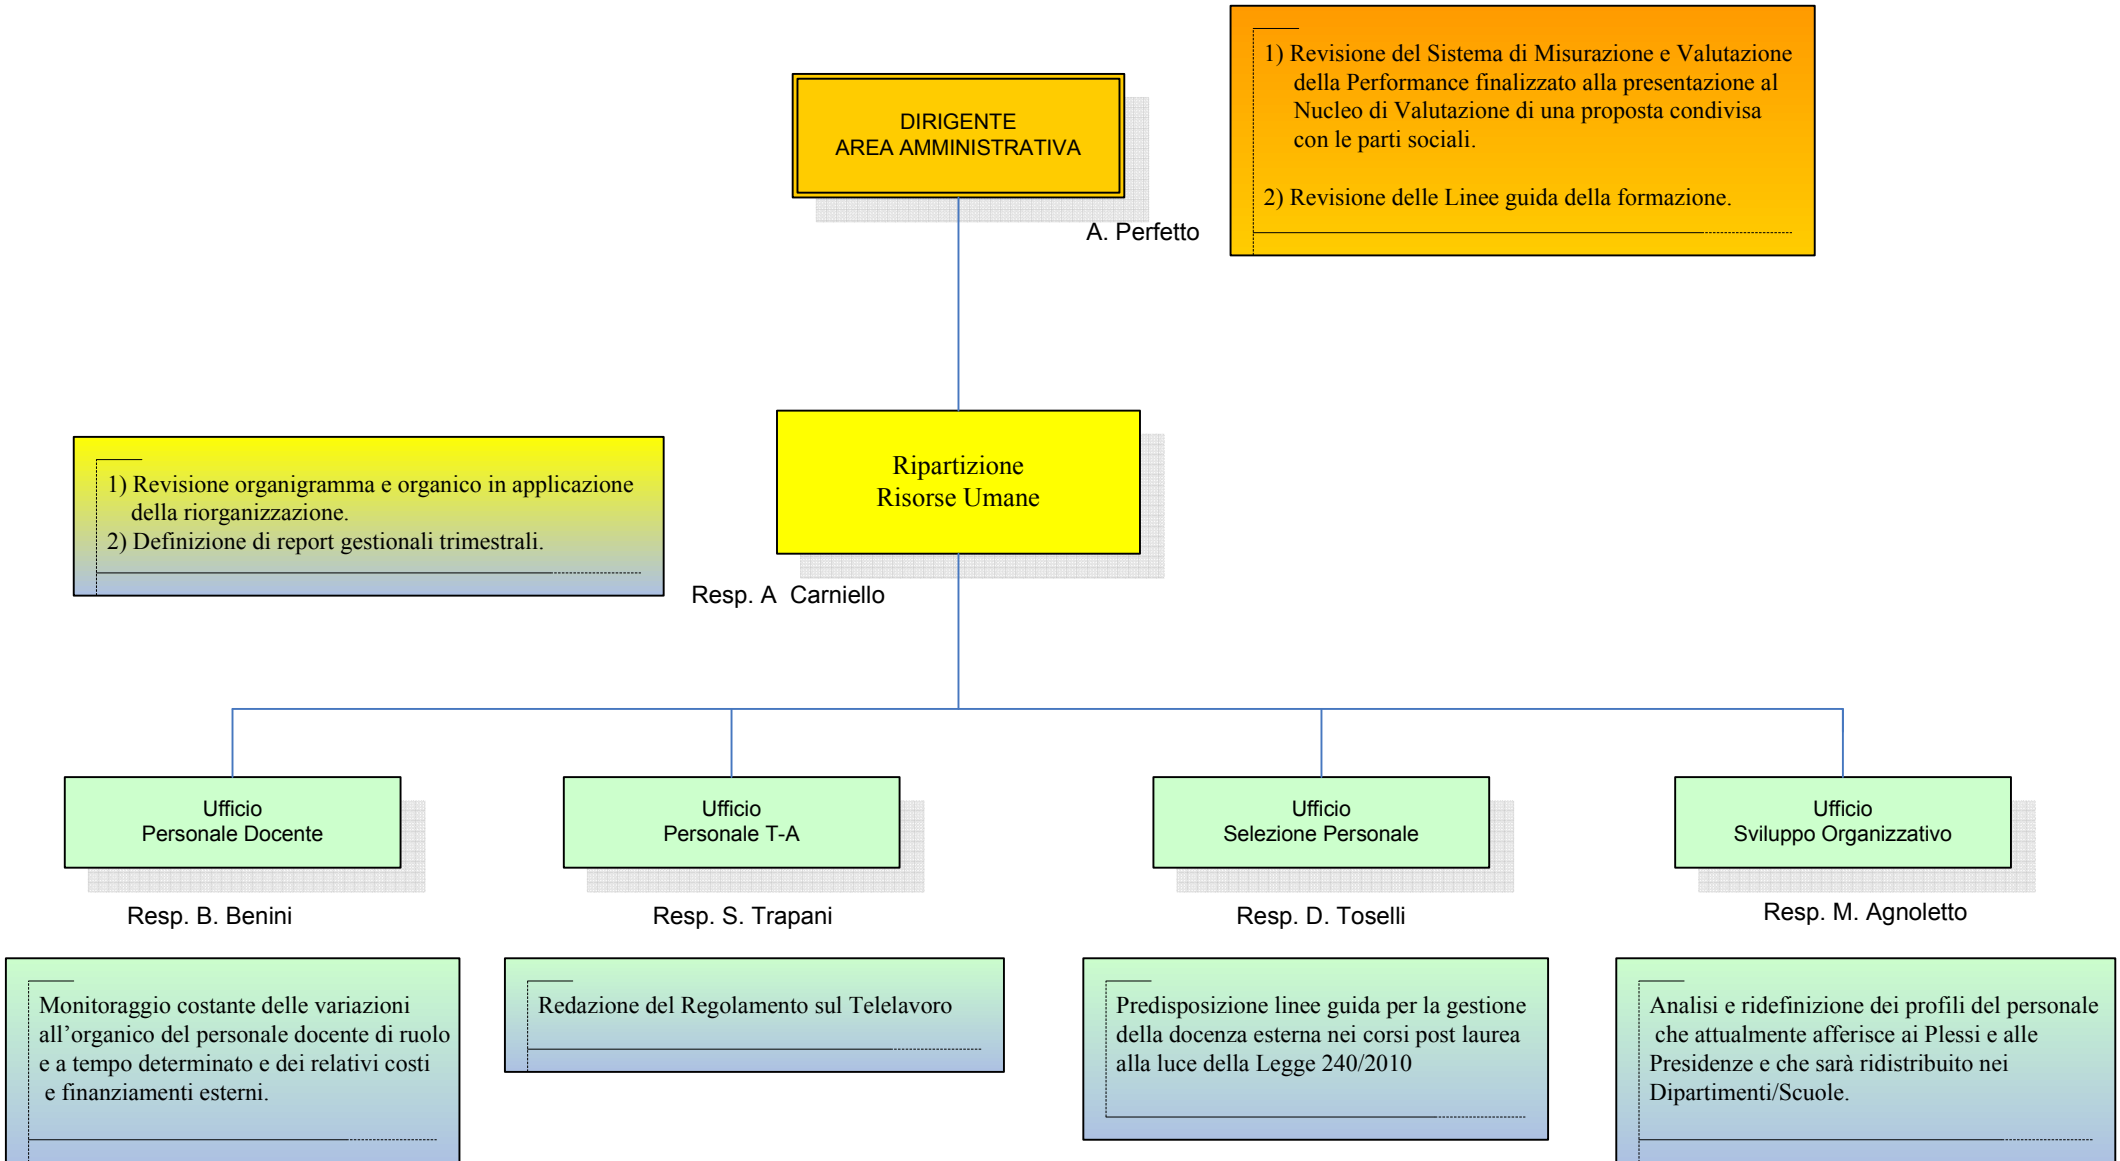 DIRIGENTE
AREA AMMINISTRATIVA
A. Perfetto
1) Revisione del Sistema di Misurazione e Valutazione
della Performance finalizzato alla presentazione al
Nucleo di Valutazione di una proposta condivisa
con le parti sociali.
2) Revisione delle Linee guida della formazione.
1) Revisione organigramma e organico in applicazione
della riorganizzazione.
2) Definizione di report gestionali trimestrali.
Ripartizione
Risorse Umane
Resp. A  Carniello
Ufficio
Personale Docente
Resp. B. Benini
Monitoraggio costante delle variazioni
all’organico del personale docente di ruolo
e a tempo determinato e dei relativi costi
e finanziamenti esterni.
Ufficio
Personale T-A
Resp. S. Trapani
Redazione del Regolamento sul Telelavoro
Ufficio
Selezione Personale
Resp. D. Toselli
Predisposizione linee guida per la gestione
della docenza esterna nei corsi post laurea
alla luce della Legge 240/2010
Ufficio
Sviluppo Organizzativo
Resp. M. Agnoletto
Analisi e ridefinizione dei profili del personale
che attualmente afferisce ai Plessi e alle
Presidenze e che sarà ridistribuito nei
Dipartimenti/Scuole.